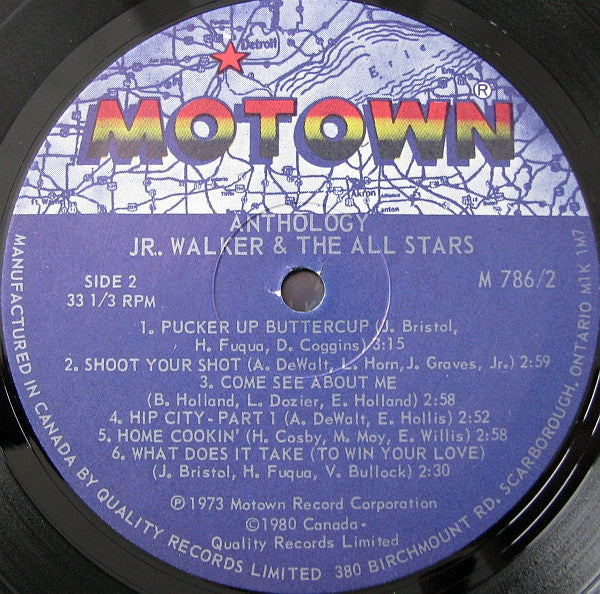 Detroit
Erie
MOTOWN®
Akron
Canton
ANTHOLOGY
JR. WALKER & THE ALL STARS
SIDE 2
33 1/3 RPM
M 786/2
1. PUCKER UP BUTTERCUP (J. Bristol,
H. Fuqua, D. Coggins) 3:15
2. SHOOT YOUR SHOT (A. DeWalt, L. Horn, J. Graves, Jr.) 2:59
3. COME SEE ABOUT ME
(B. Holland, L. Dozier, E. Holland) 2:58
4. HIP CITY - PART 1 (A. DeWalt, E. Hollis) 2:52
5. HOME COOKIN' (H. Cosby, M. Moy, E. Willis) 2:58
6. WHAT DOES IT TAKE (TO WIN YOUR LOVE)
(J. Bristol, H. Fuqua, V. Bullock) 2:30
℗ 1973 Motown Record Corporation
© 1980 Canada -
Quality Records Limited
MANUFACTURED IN CANADA BY QUALITY RECORDS LIMITED 380 BIRCHMOUNT RD. SCARBOROUGH, ONTARIO M1K 1M7